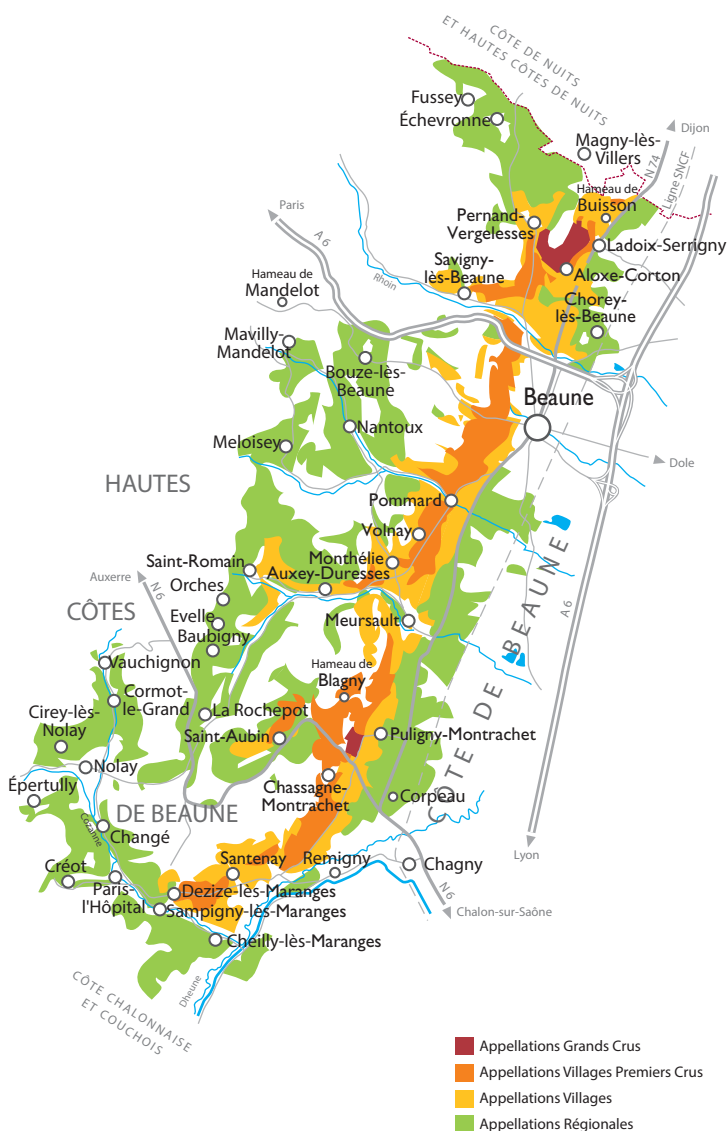 CÔTE DE NUITS
ET HAUTES CÔTES DE NUITS
Fussey
Échevronne
Magny-lès-
Villers
Dijon
N 74
Ligne SNCF
Hameau de
Buisson
Paris
A 6
Pernand-
Vergelesses
Ladoix-Serrigny
Savigny-
lès-Beaune
Rhoin
Aloxe-Corton
Hameau de
Mandelot
Chorey-
lès-Beaune
Mavilly-
Mandelot
Bouze-lès-
Beaune
Beaune
Nantoux
Meloisey
Dole
HAUTES
Pommard
Volnay
Saint-Romain
Monthélie
Auxey-Duresses
Auxerre
N 6
Orches
CÔTES
Evelle
Baubigny
Meursault
A 6
CÔTE DE BEAUNE
Vauchignon
Hameau de
Blagny
Cormot-
le-Grand
La Rochepot
Cirey-lès-
Nolay
Saint-Aubin
Puligny-Montrachet
Nolay
Épertully
Chassagne-
Montrachet
Corpeau
DE BEAUNE
Cozanne
Changé
Lyon
Santenay
Remigny
Chagny
Créot
Paris-
l'Hôpital
Dezize-lès-Maranges
N6
Sampigny-lès-Maranges
Chalon-sur-Saône
Cheilly-lès-Maranges
Dheune
CÔTE CHALONNAISE
ET COUCHOIS
Appellations Grands Crus
Appellations Villages Premiers Crus
Appellations Villages
Appellations Régionales